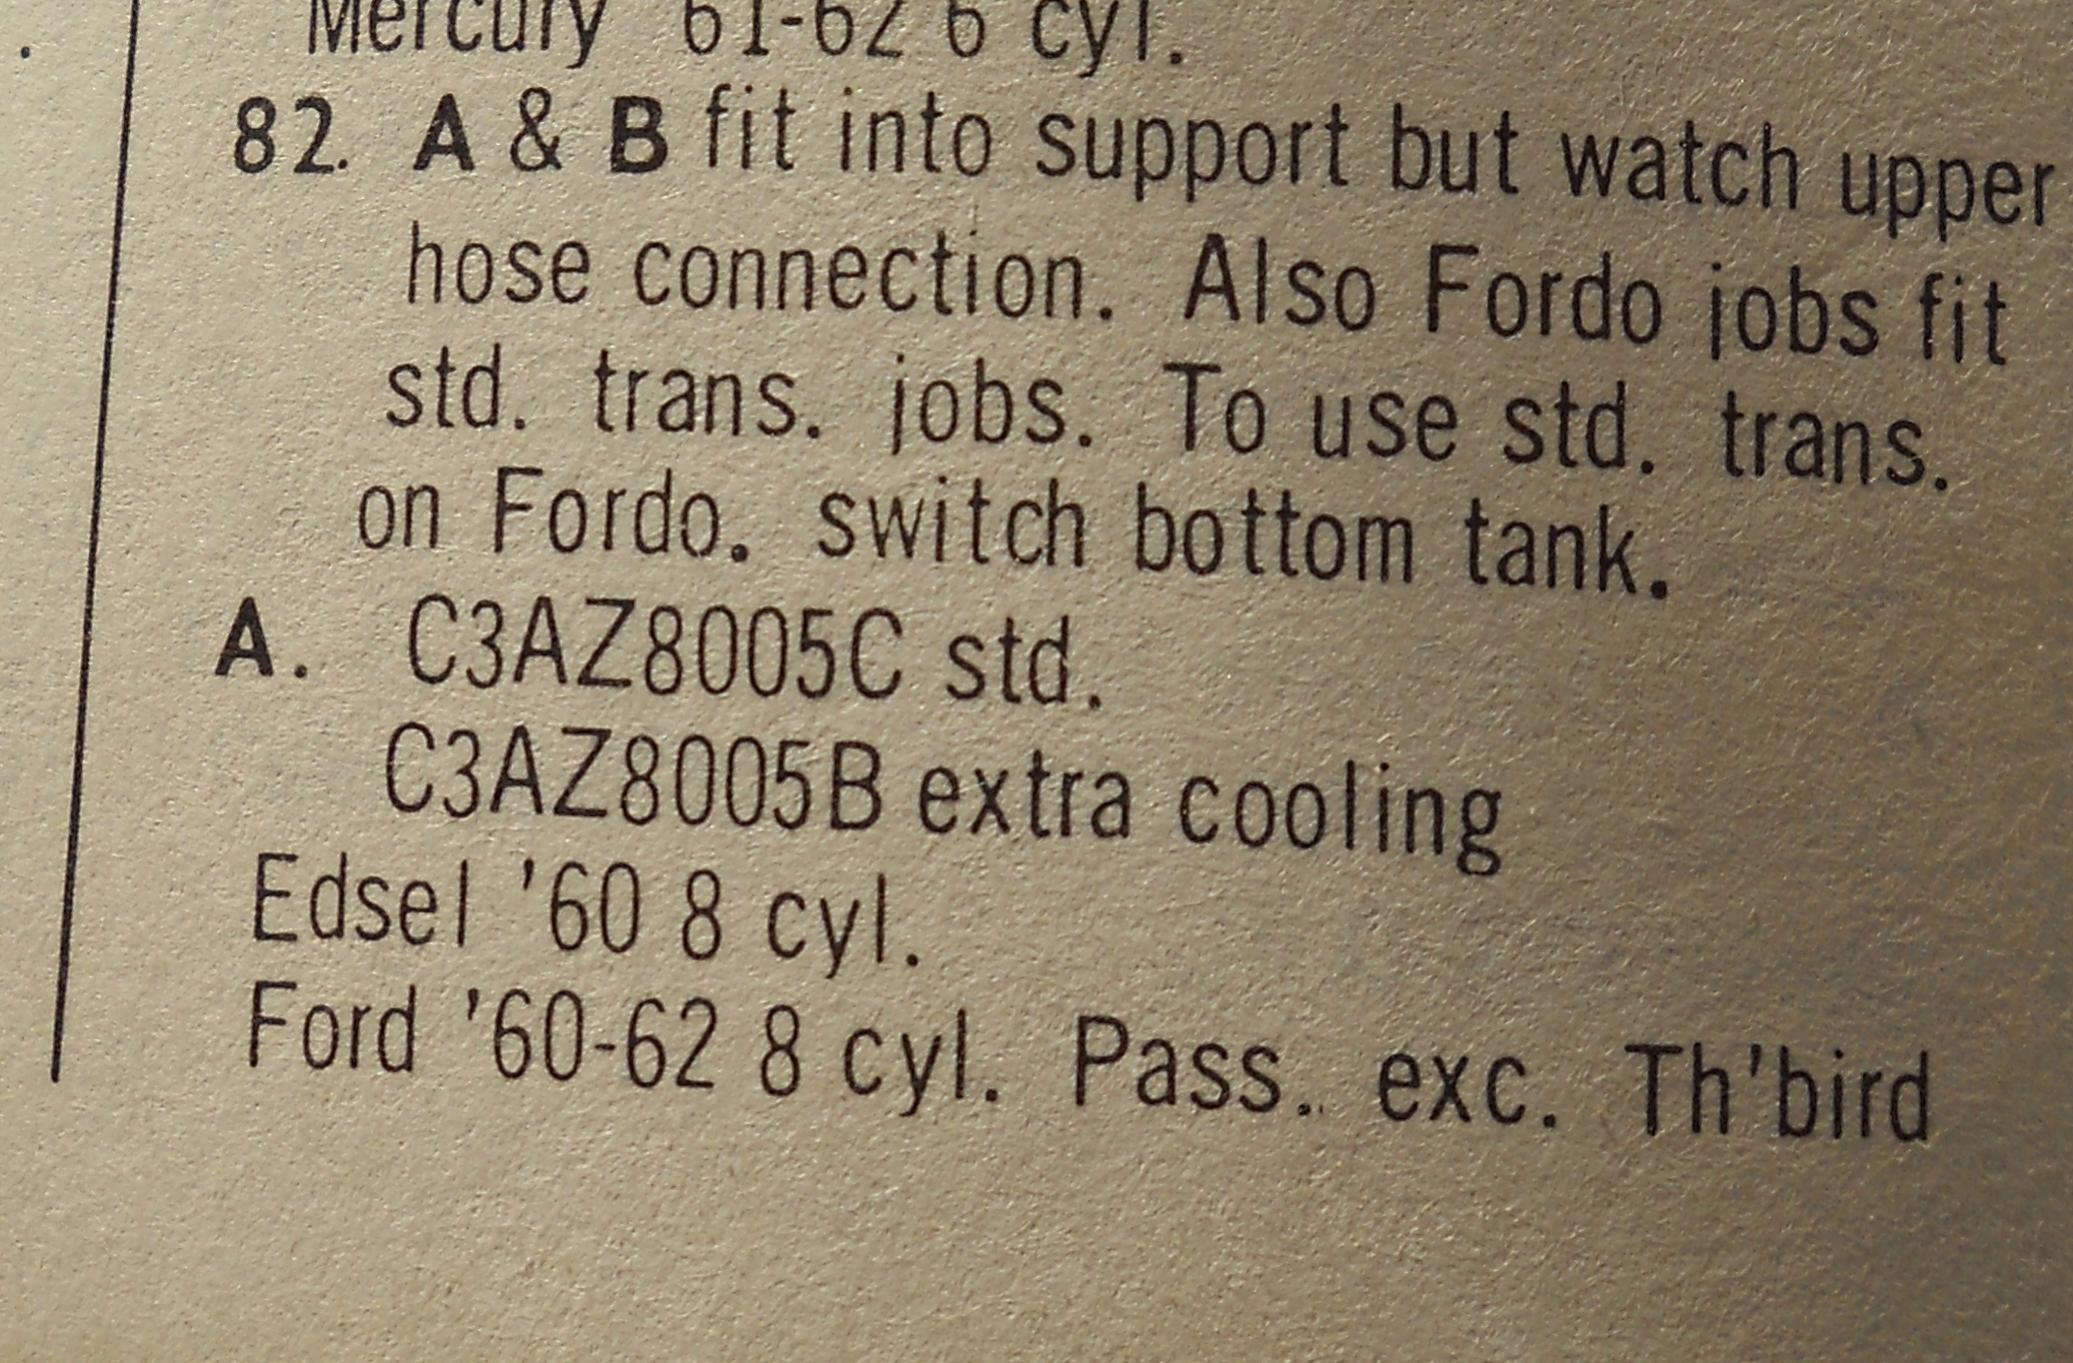 Mercury 61-62 6 cyl.
82. A & B fit into support but watch upper
hose connection. Also Fordo jobs fit
std. trans. jobs. To use std. trans.
on Fordo. switch bottom tank.
A. C3AZ8005C std.
C3AZ8005B extra cooling
Edsel '60 8 cyl.
Ford '60-62 8 cyl. Pass.. exc. Th'bird